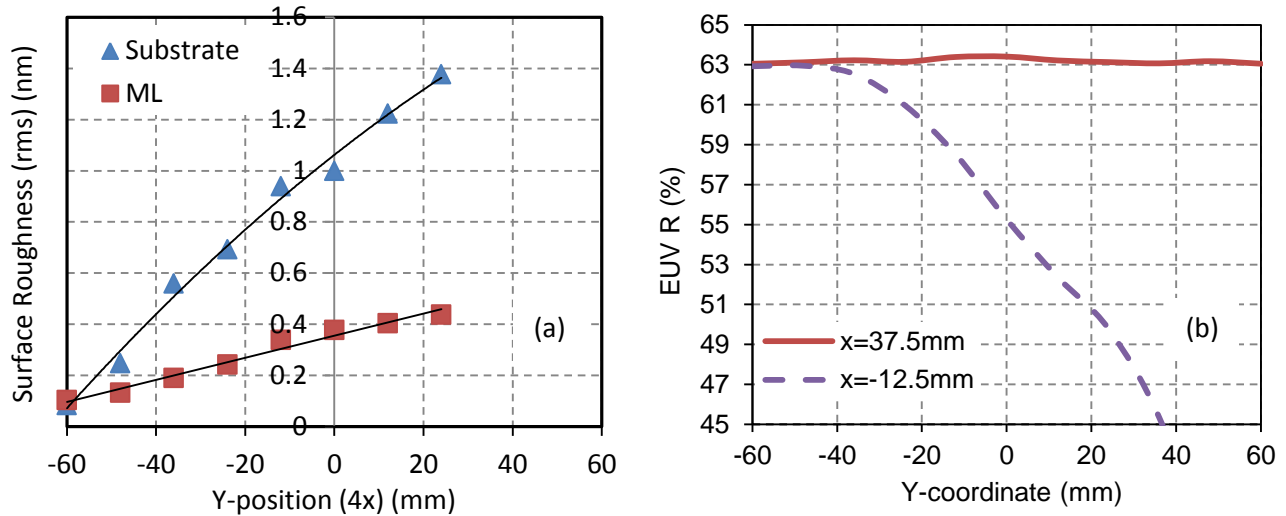 Surface Roughness (rms) (nm)
1.6
1.4
1.2
1
0.8
0.6
0.4
0.2
0
Substrate
ML
(a)
-60 -40 -20 0 20 40 60
Y-position (4x) (mm)
EUV R (%)
65
63
61
59
57
55
53
51
49
47
45
x=37.5mm
x=-12.5mm
(b)
-60 -40 -20 0 20 40 60
Y-coordinate (mm)